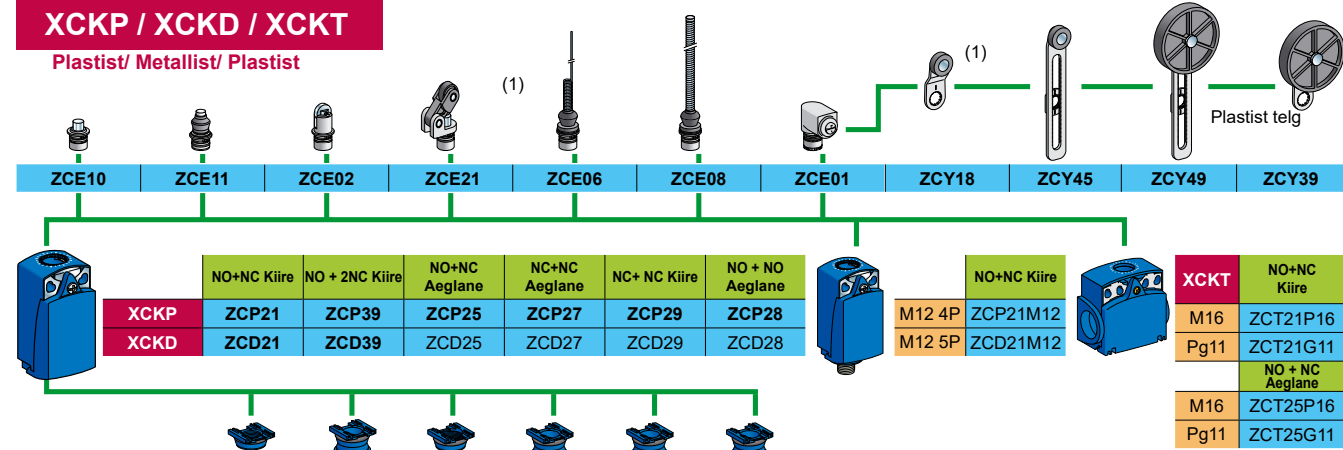 XCKP / XCKD / XCKT
Plastist/ Metallist/ Plastist
(1)
(1)
Plastist telg
ZCE10 ZCE11 ZCE02 ZCE21 ZCE06 ZCE08 ZCE01 ZCY18 ZCY45 ZCY49 ZCY39
NO+NC Kiire NO + 2NC Kiire NO+NC Aeglane NC+NC Aeglane NC+ NC Kiire NO + NO Aeglane
XCKP ZCP21 ZCP39 ZCP25 ZCP27 ZCP29 ZCP28
XCKD ZCD21 ZCD39 ZCD25 ZCD27 ZCD29 ZCD28
NO+NC Kiire
M12 4P ZCP21M12
M12 5P ZCD21M12
XCKT NO+NC Kiire
M16 ZCT21P16
Pg11 ZCT21G11
NO + NC Aeglane
M16 ZCT25P16
Pg11 ZCT25G11